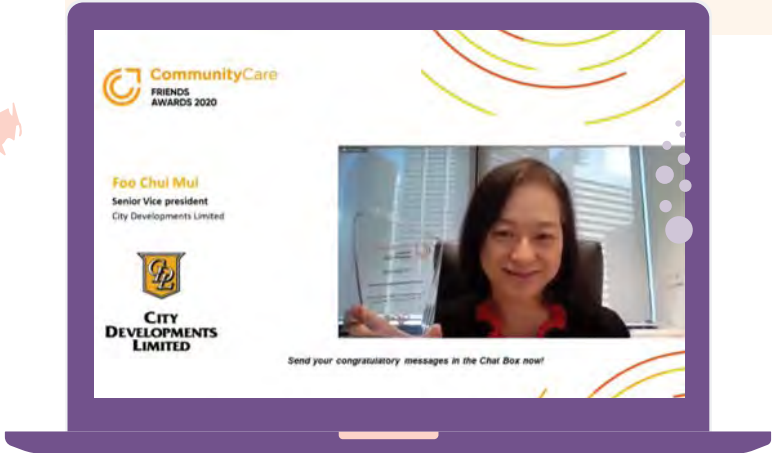 CommunityCare
FRIENDS
AWARDS 2020
Foo Chui Mui
Senior Vice president
City Developments Limited
CDL
CITY
DEVELOPMENTS
LIMITED
Send your congratulatory messages in the Chat Box now!